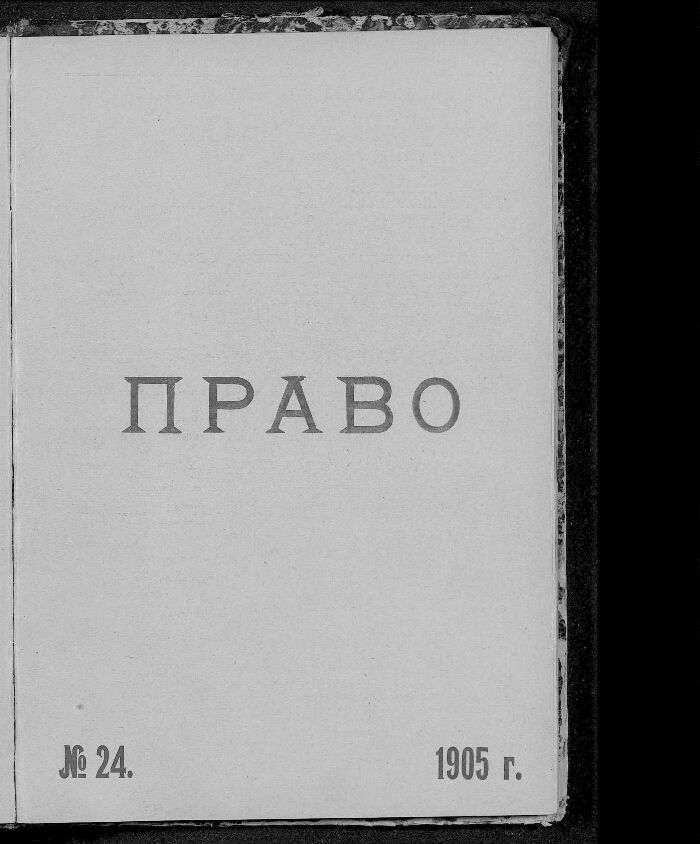 ПРАВО
№ 24.
1905 г.